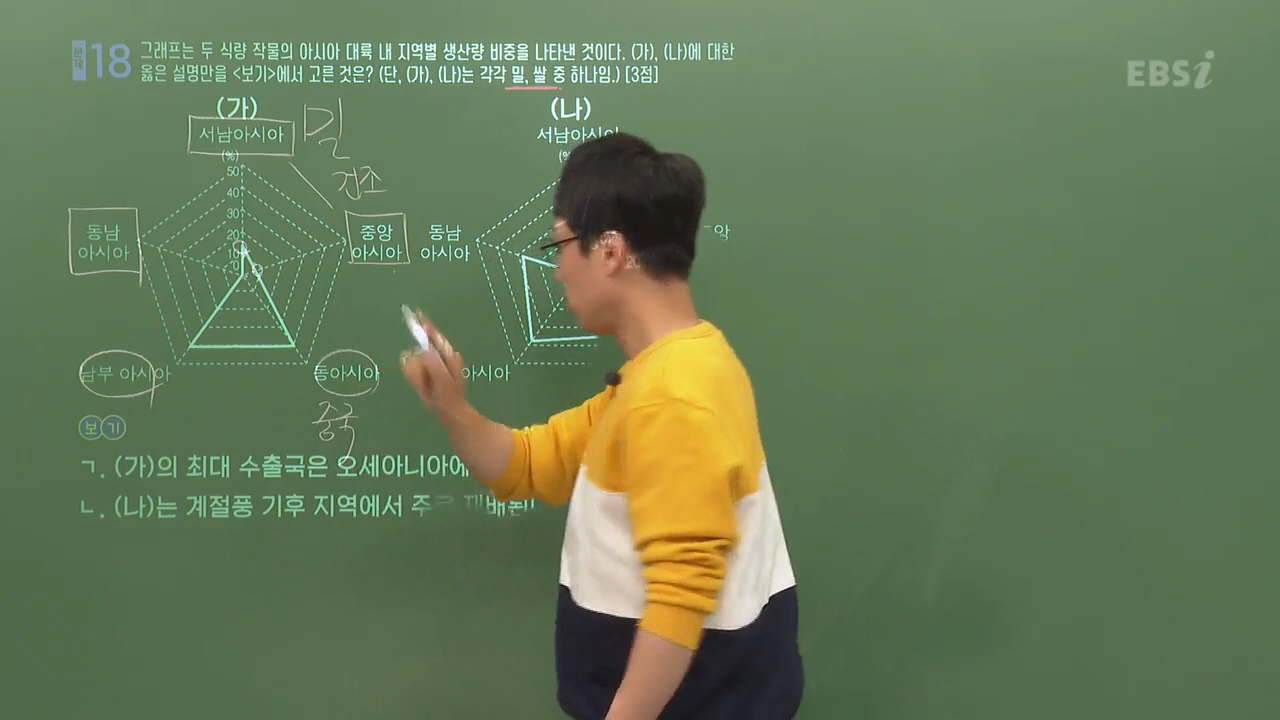 문제 18 그래프는 두 식량 작물의 아시아 대륙 내 지역별 생산량 비중을 나타낸 것이다. (가), (나)에 대한
옳은 설명만을 <보기>에서 고른 것은? (단, (가), (나)는 각각 밀, 쌀 중 하나임.) [3점]
EBSi
(가)
밀
서남아시아
(%)
50
40
30
20
10
0
건조
동남
아시아
중앙
아시아
남부 아시아
동아시아
중국
(나)
서남아시아
동남
아시아
아시아
보기
ㄱ. (가)의 최대 수출국은 오세아니아에
ㄴ. (나)는 계절풍 기후 지역에서